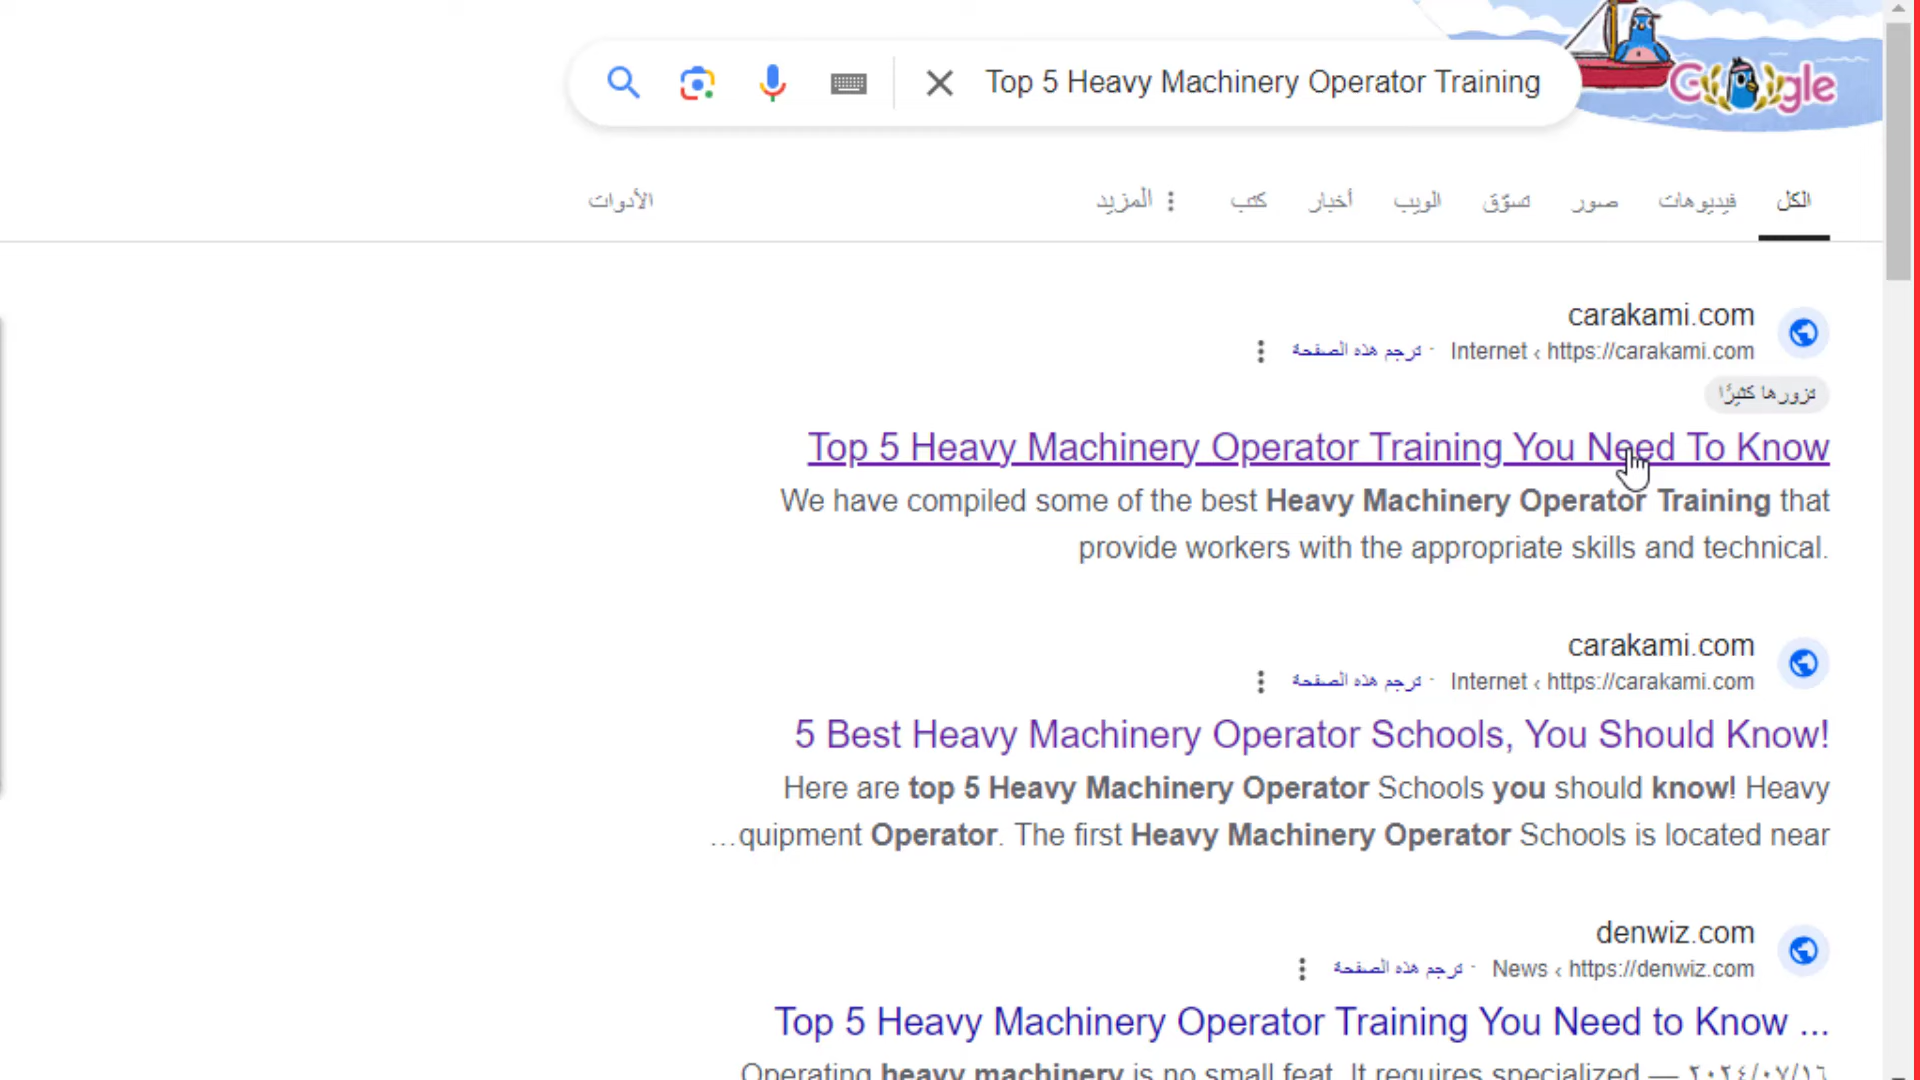 Top 5 Heavy Machinery Operator Training
Google
الكل فيديوهات صور تسوّق الويب أخبار كتب المزيد الأدوات
carakami.com
Internet ‹ https://carakami.com - ترجم هذه الصفحة
تزورها كثيرًا
Top 5 Heavy Machinery Operator Training You Need To Know
We have compiled some of the best Heavy Machinery Operator Training that
provide workers with the appropriate skills and technical.
carakami.com
Internet ‹ https://carakami.com - ترجم هذه الصفحة
5 Best Heavy Machinery Operator Schools, You Should Know!
Here are top 5 Heavy Machinery Operator Schools you should know! Heavy
...quipment Operator. The first Heavy Machinery Operator Schools is located near
denwiz.com
News ‹ https://denwiz.com - ترجم هذه الصفحة
Top 5 Heavy Machinery Operator Training You Need to Know ...
Operating heavy machinery is no small feat. It requires specialized — ٢٠٢٤/٠٧/١٦